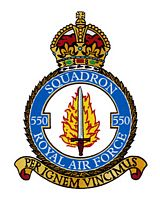 SQUADRON
550 550
ROYAL AIR FORCE
PER IGNEM VINCIMUS